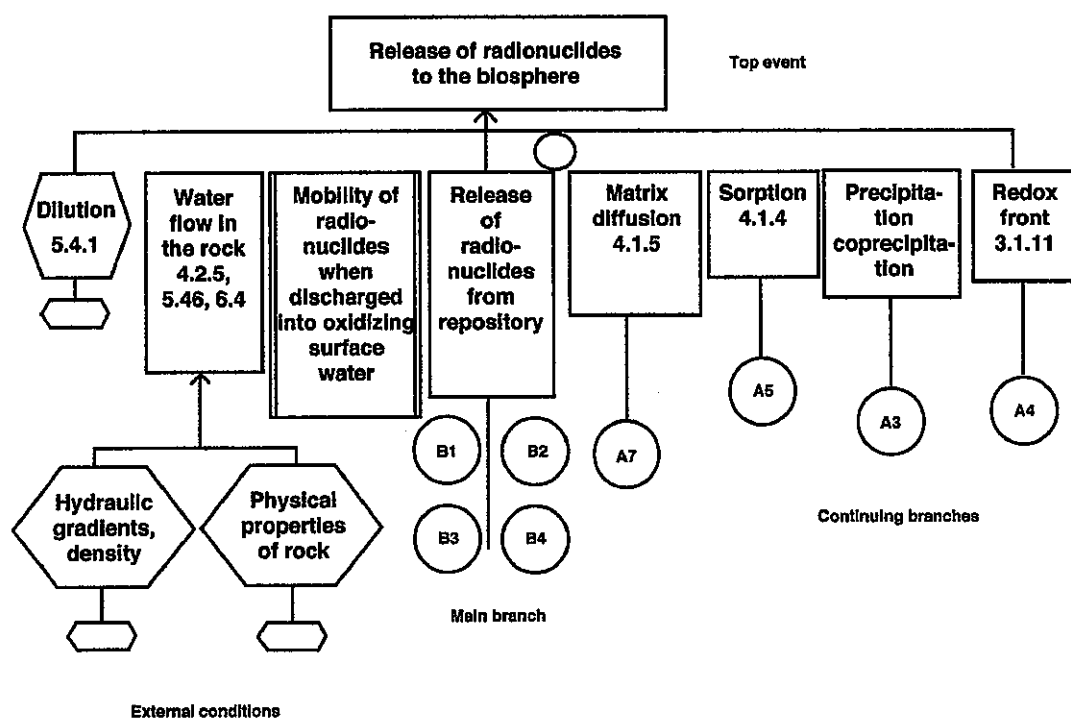 Release of radionuclides
to the biosphere
Top event
Dilution
5.4.1
Water
flow in
the rock
4.2.5,
5.46, 6.4
Mobility of
radio-
nuclides
when
discharged
into oxidizing
surface
water
Release
of
radio-
nuclides
from
repository
Matrix
diffusion
4.1.5
Sorption
4.1.4
Precipita-
tion
coprecipita-
tion
Redox
front
3.1.11
A5
A3
A4
B1
B2
A7
B3
B4
Hydraulic
gradients,
density
Physical
properties
of rock
Continuing branches
Main branch
External conditions